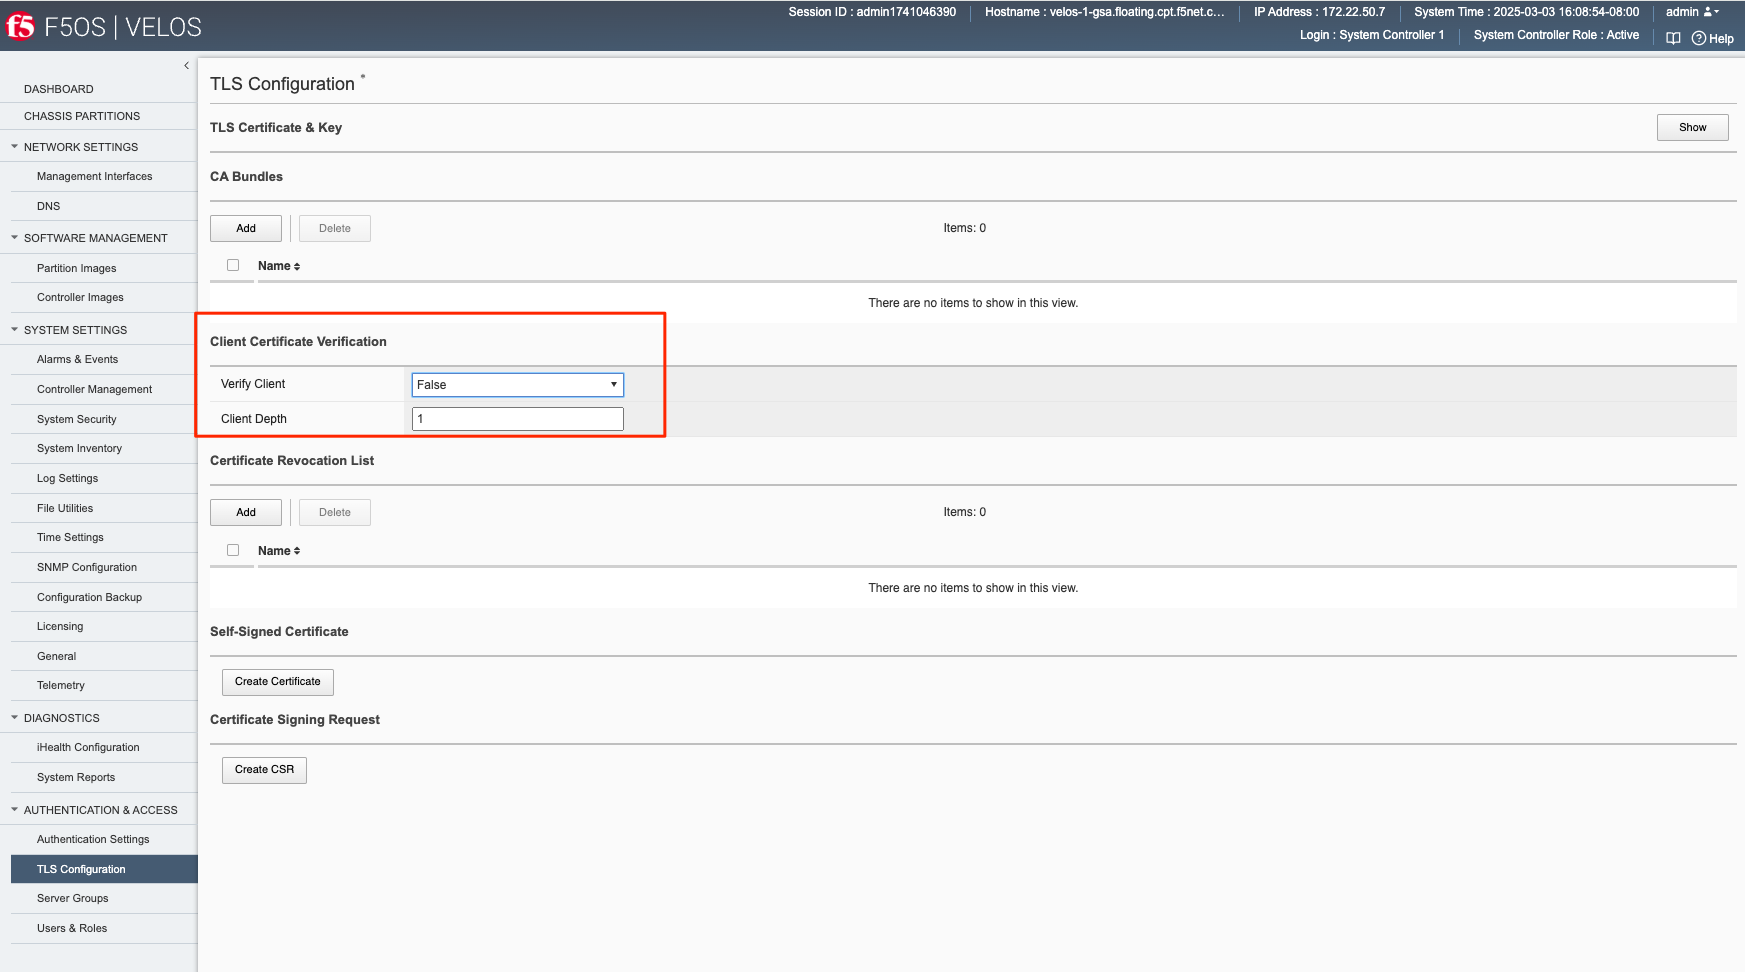 f5 F5OS | VELOS
Session ID : admin1741046390
Hostname : velos-1-gsa.floating.cpt.f5net.c...
IP Address : 172.22.50.7
System Time : 2025-03-03 16:08:54-08:00
admin
Login : System Controller 1
System Controller Role : Active
Help
DASHBOARD
CHASSIS PARTITIONS
NETWORK SETTINGS
Management Interfaces
DNS
SOFTWARE MANAGEMENT
Partition Images
Controller Images
SYSTEM SETTINGS
Alarms & Events
Controller Management
System Security
System Inventory
Log Settings
File Utilities
Time Settings
SNMP Configuration
Configuration Backup
Licensing
General
Telemetry
DIAGNOSTICS
iHealth Configuration
System Reports
AUTHENTICATION & ACCESS
Authentication Settings
TLS Configuration
Server Groups
Users & Roles
TLS Configuration *
TLS Certificate & Key
Show
CA Bundles
Add
Delete
Items: 0
Name
There are no items to show in this view.
Client Certificate Verification
Verify Client
False
Client Depth
1
Certificate Revocation List
Add
Delete
Items: 0
Name
There are no items to show in this view.
Self-Signed Certificate
Create Certificate
Certificate Signing Request
Create CSR